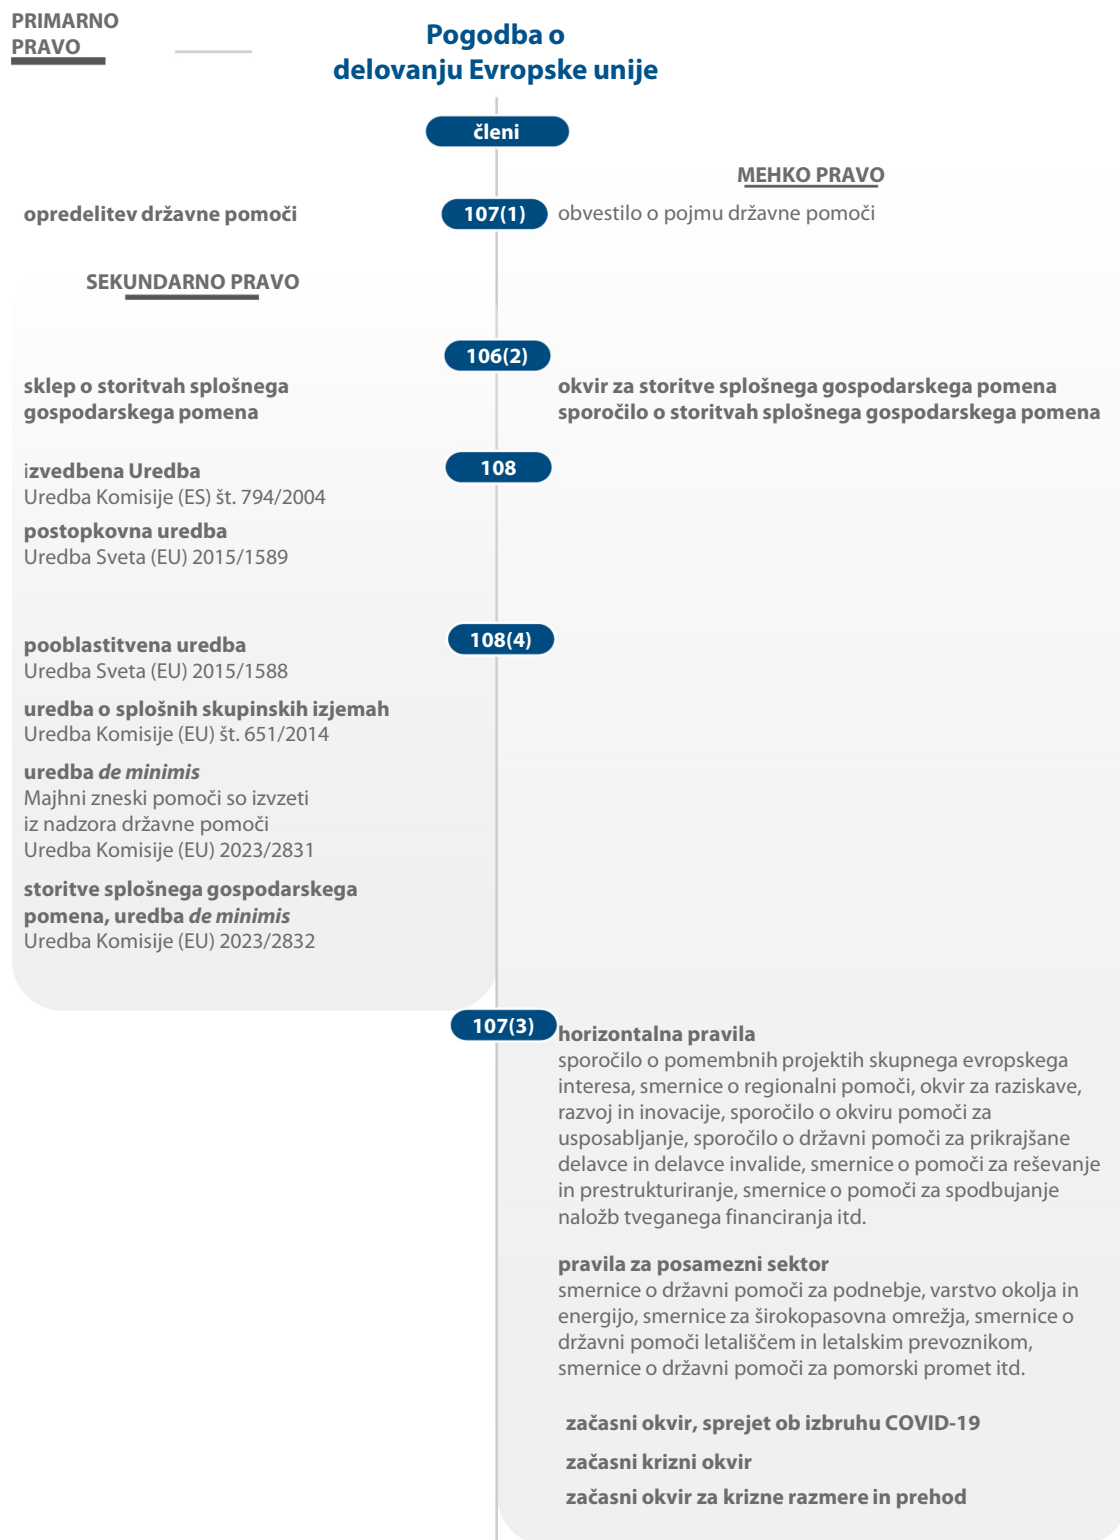 PRIMARNO
PRAVO
Pogodba o
delovanju Evropske unije
členi
MEHKO PRAVO
opredelitev državne pomoči
107(1)
obvestilo o pojmu državne pomoči
SEKUNDARNO PRAVO
106(2)
sklep o storitvah splošnega
gospodarskega pomena
okvir za storitve splošnega gospodarskega pomena
sporočilo o storitvah splošnega gospodarskega pomena
izvedbena Uredba
Uredba Komisije (ES) št. 794/2004
108
postopkovna uredba
Uredba Sveta (EU) 2015/1589
pooblastitvena uredba
Uredba Sveta (EU) 2015/1588
108(4)
uredba o splošnih skupinskih izjemah
Uredba Komisije (EU) št. 651/2014
uredba de minimis
Majhni zneski pomoči so izvzeti
iz nadzora državne pomoči
Uredba Komisije (EU) 2023/2831
storitve splošnega gospodarskega
pomena, uredba de minimis
Uredba Komisije (EU) 2023/2832
107(3)
horizontalna pravila
sporočilo o pomembnih projektih skupnega evropskega
interesa, smernice o regionalni pomoči, okvir za raziskave,
razvoj in inovacije, sporočilo o okviru pomoči za
usposabljanje, sporočilo o državni pomoči za prikrajšane
delavce in delavce invalide, smernice o pomoči za reševanje
in prestrukturiranje, smernice o pomoči za spodbujanje
naložb tveganega financiranja itd.
pravila za posamezni sektor
smernice o državni pomoči za podnebje, varstvo okolja in
energijo, smernice za širokopasovna omrežja, smernice o
državni pomoči letališčem in letalskim prevoznikom,
smernice o državni pomoči za pomorski promet itd.
začasni okvir, sprejet ob izbruhu COVID-19
začasni krizni okvir
začasni okvir za krizne razmere in prehod